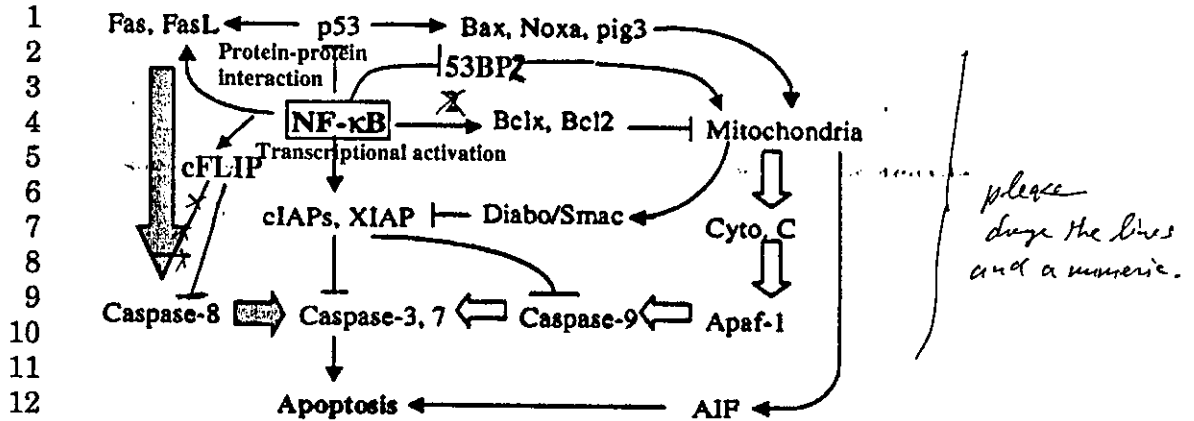 1 Fas, FasL p53 Bax, Noxa, pig3
2 Protein-protein 53BP2
3 interaction
4 NF-κB Bclx, Bcl2 Mitochondria
5 Transcriptional activation
cFLIP
6
7 cIAPs, XIAP Diabo/Smac Cyto, C
8
9
Caspase-8 Caspase-3, 7 Caspase-9 Apaf-1
10
11
12 Apoptosis AIF
please
the lines
and a numeric.